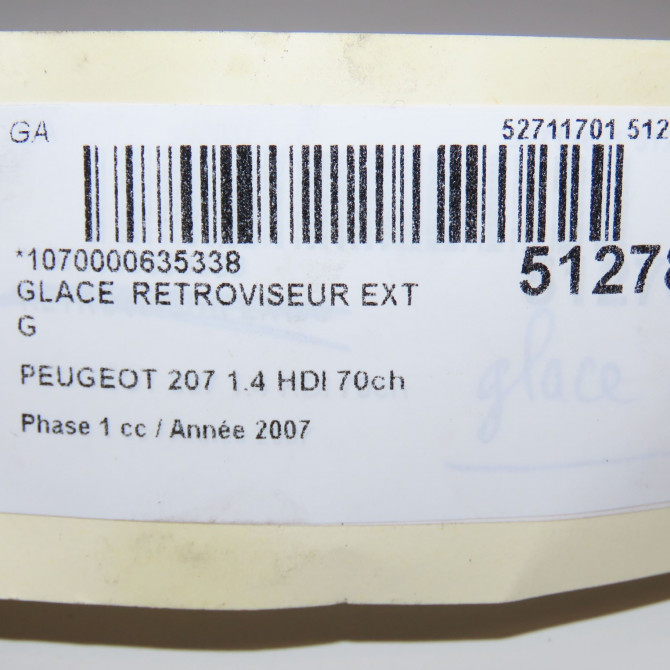 GA 52711701 512
*1070000635338
51278
GLACE RETROVISEUR EXT
G
PEUGEOT 207 1.4 HDI 70ch
glace
Phase 1 cc / Année 2007